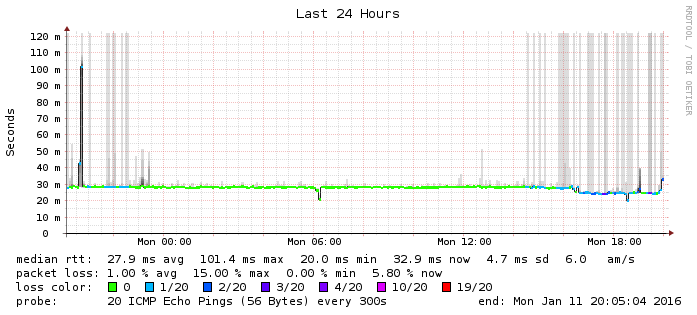 Last 24 Hours
RRDTOOL / TOBI OETIKER
Seconds
120 m
110 m
100 m
90 m
80 m
70 m
60 m
50 m
40 m
30 m
20 m
10 m
0
Mon 00:00 Mon 06:00 Mon 12:00 Mon 18:00
median rtt: 27.9 ms avg 101.4 ms max 20.0 ms min 32.9 ms now 4.7 ms sd 6.0 am/s
packet loss: 1.00 % avg 15.00 % max 0.00 % min 5.80 % now
loss color: 0 1/20 2/20 3/20 4/20 10/20 19/20
probe: 20 ICMP Echo Pings (56 Bytes) every 300s end: Mon Jan 11 20:05:04 2016